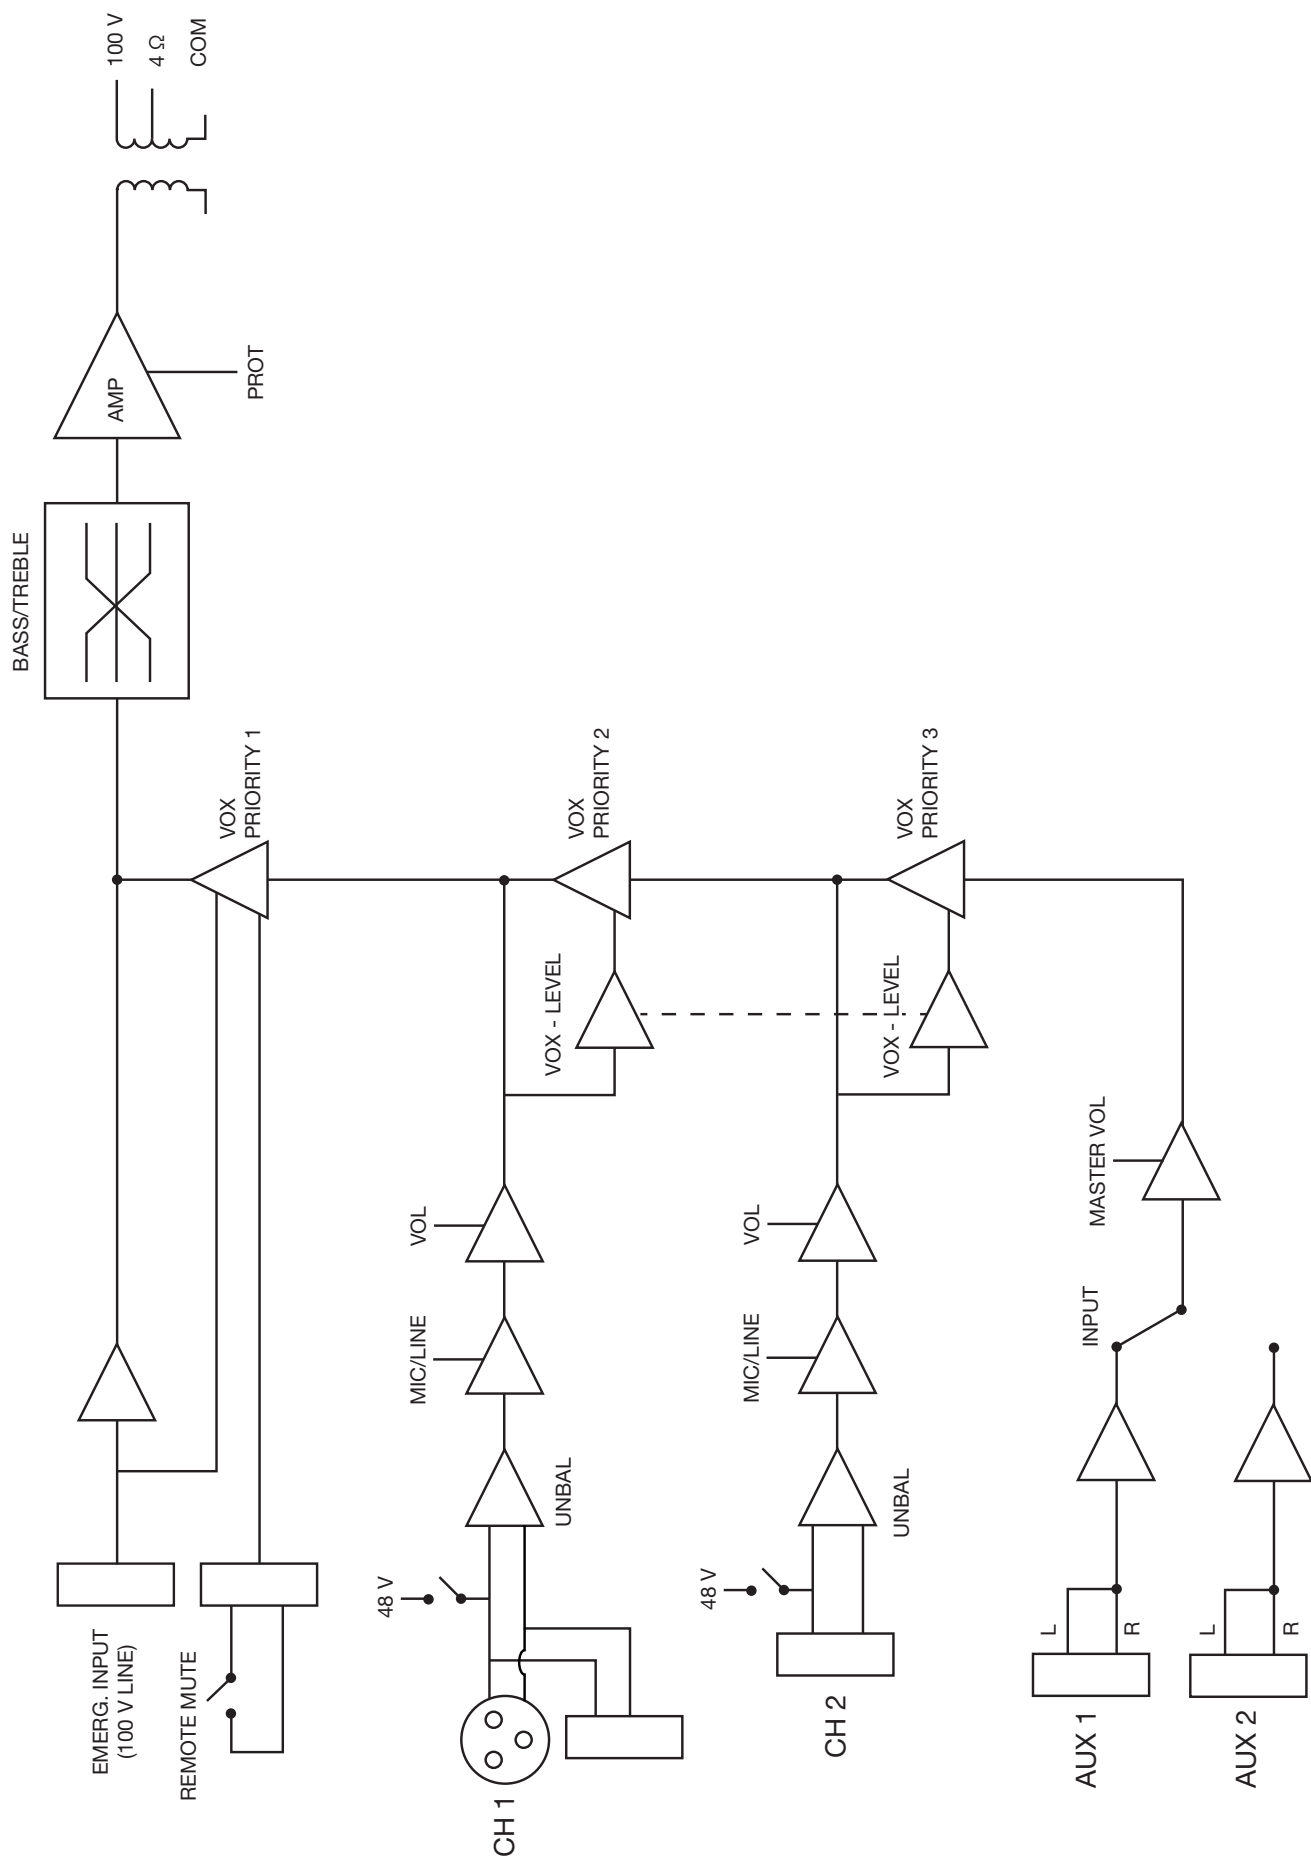 EMERG. INPUT
(100 V LINE)
REMOTE MUTE
BASS/TREBLE
AMP
PROT
100 V
4 Ω
COM
VOX
PRIORITY 1
CH 1
48 V
UNBAL
MIC/LINE
VOL
VOX - LEVEL
VOX
PRIORITY 2
CH 2
48 V
UNBAL
MIC/LINE
VOL
VOX - LEVEL
VOX
PRIORITY 3
AUX 1
L
R
INPUT
MASTER VOL
AUX 2
L
R